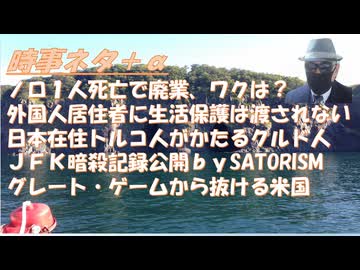 時事ネタ＋α
ノロ１人死亡で廃業、ワクは？
外国人居住者に生活保護は渡されない
日本在住トルコ人がかたるクルド人
ＪＦＫ暗殺記録公開ｂｙSATORISM
グレート・ゲームから抜ける米国